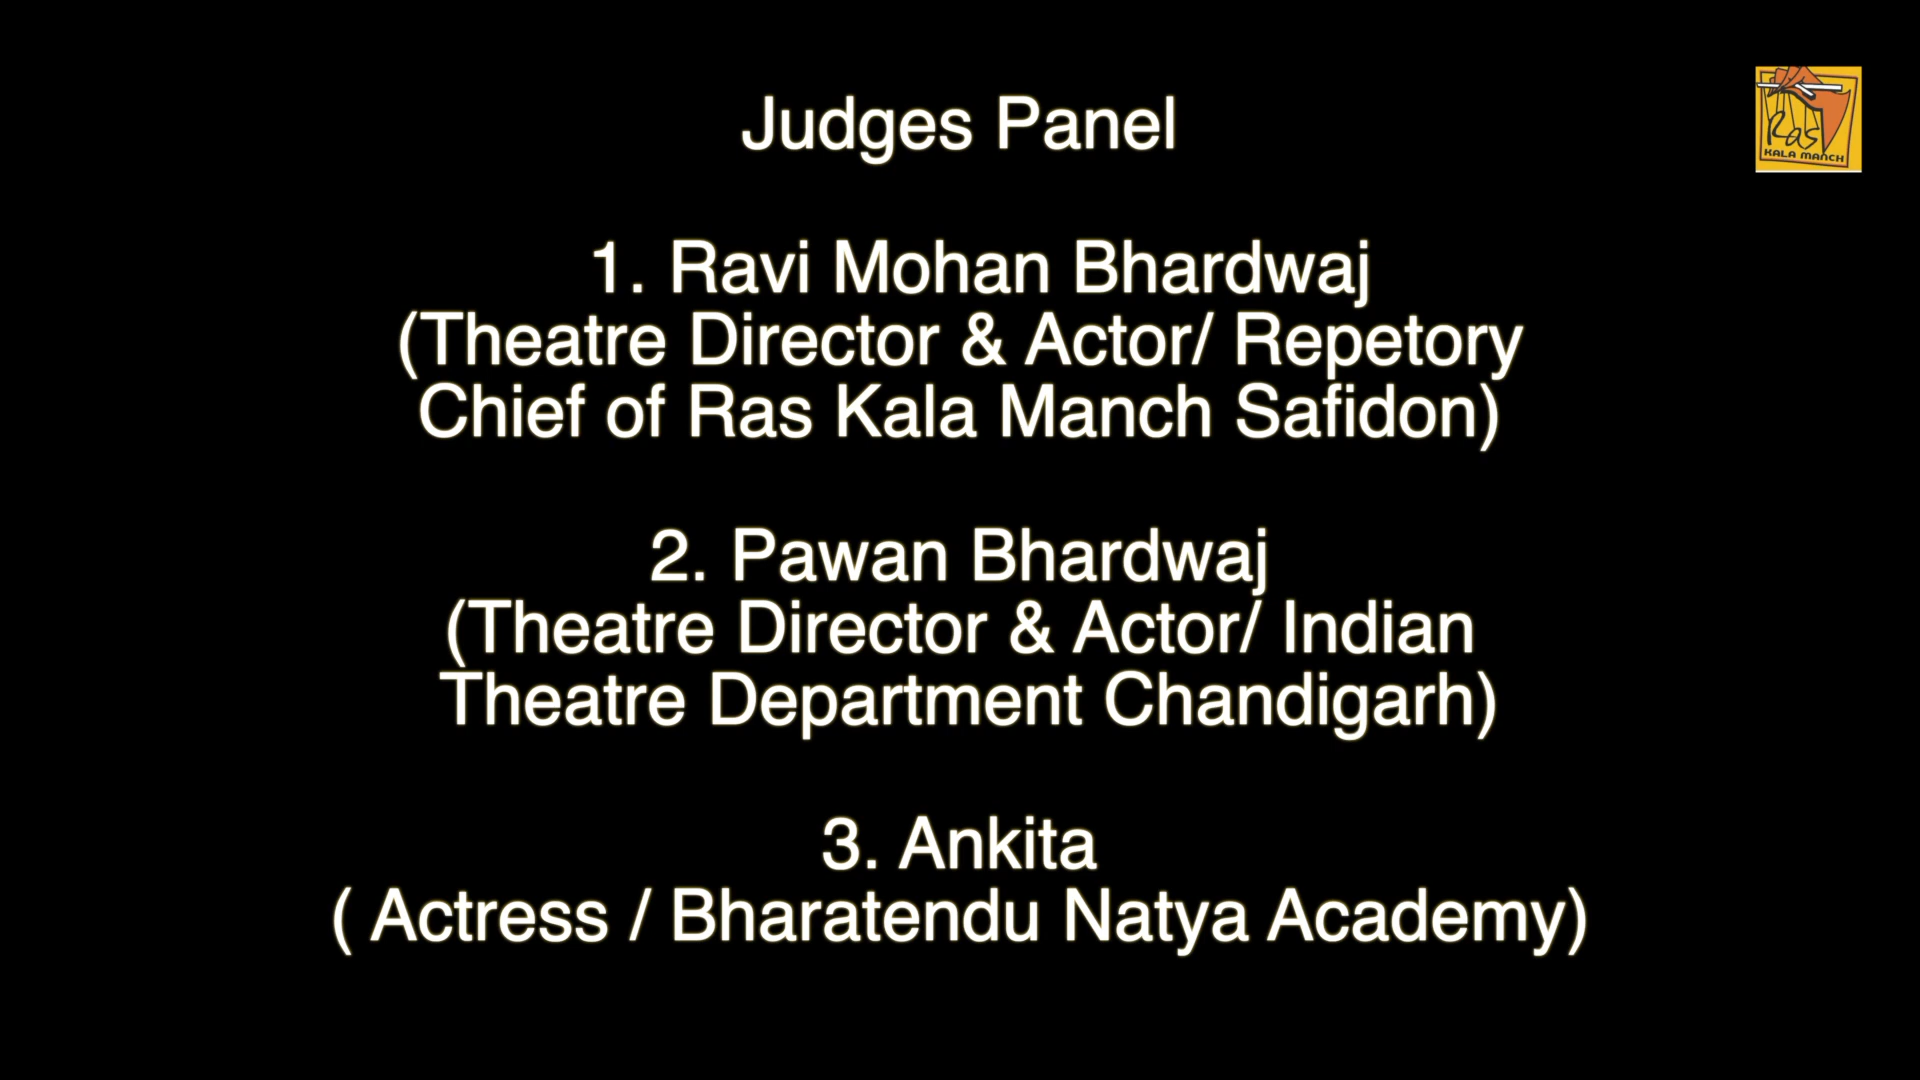 Judges Panel
Ras
KALA MANCH
1. Ravi Mohan Bhardwaj
(Theatre Director & Actor/ Repetory
Chief of Ras Kala Manch Safidon)
2. Pawan Bhardwaj
(Theatre Director & Actor/ Indian
Theatre Department Chandigarh)
3. Ankita
( Actress / Bharatendu Natya Academy)